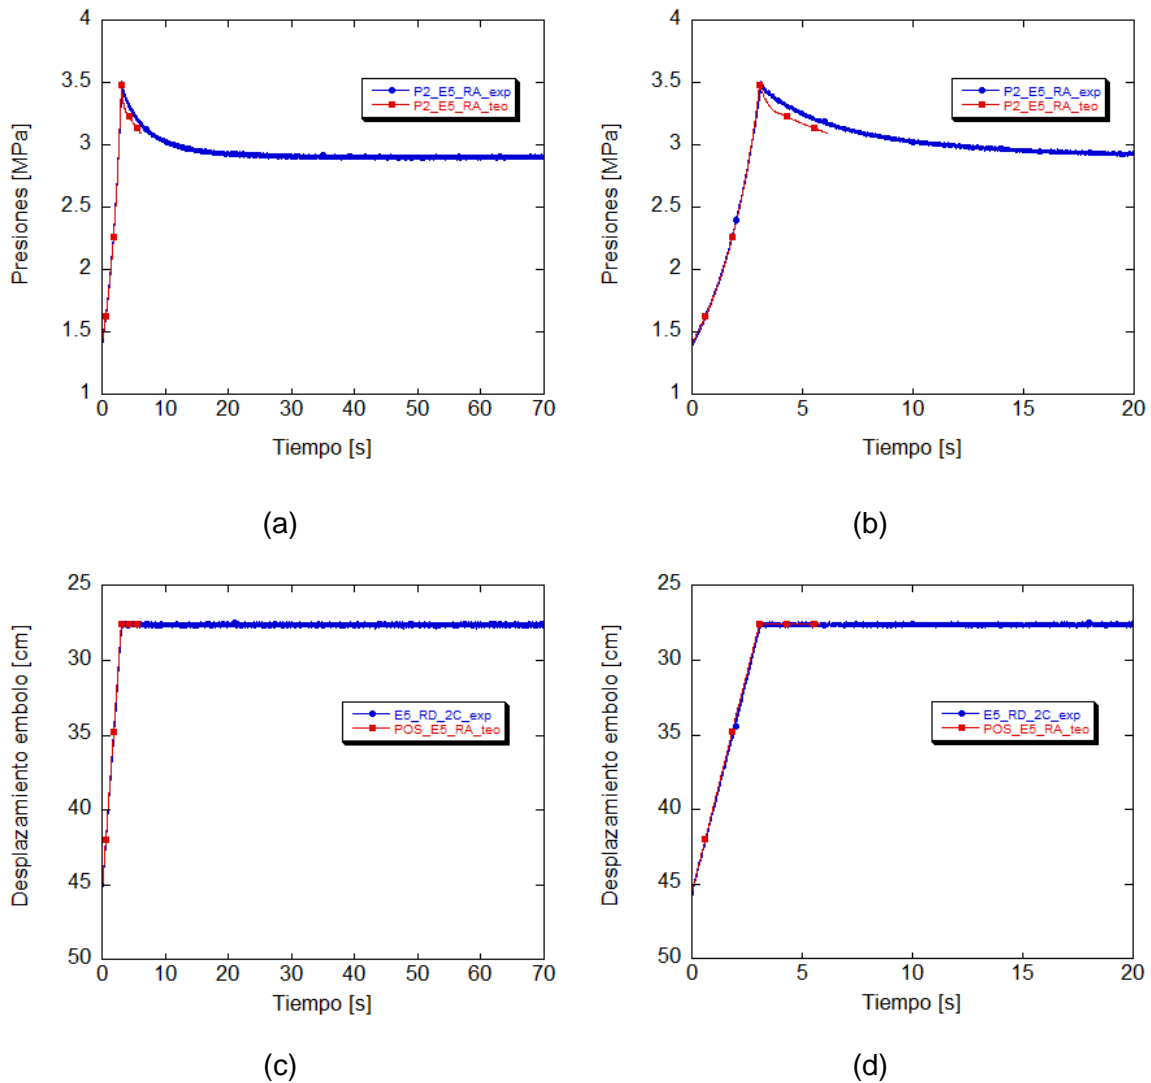 4
3.5
3
2.5
2
1.5
1
Presiones [MPa]
P2_E5_RA_exp
P2_E5_RA_teo
0 10 20 30 40 50 60 70
Tiempo [s]
(a)
4
3.5
3
2.5
2
1.5
1
Presiones [MPa]
P2_E5_RA_exp
P2_E5_RA_teo
0 5 10 15 20
Tiempo [s]
(b)
25
30
35
40
45
50
Desplazamiento embolo [cm]
E5_RD_2C_exp
POS_E5_RA_teo
0 10 20 30 40 50 60 70
Tiempo [s]
(c)
25
30
35
40
45
50
Desplazamiento embolo [cm]
E5_RD_2C_exp
POS_E5_RA_teo
0 5 10 15 20
Tiempo [s]
(d)